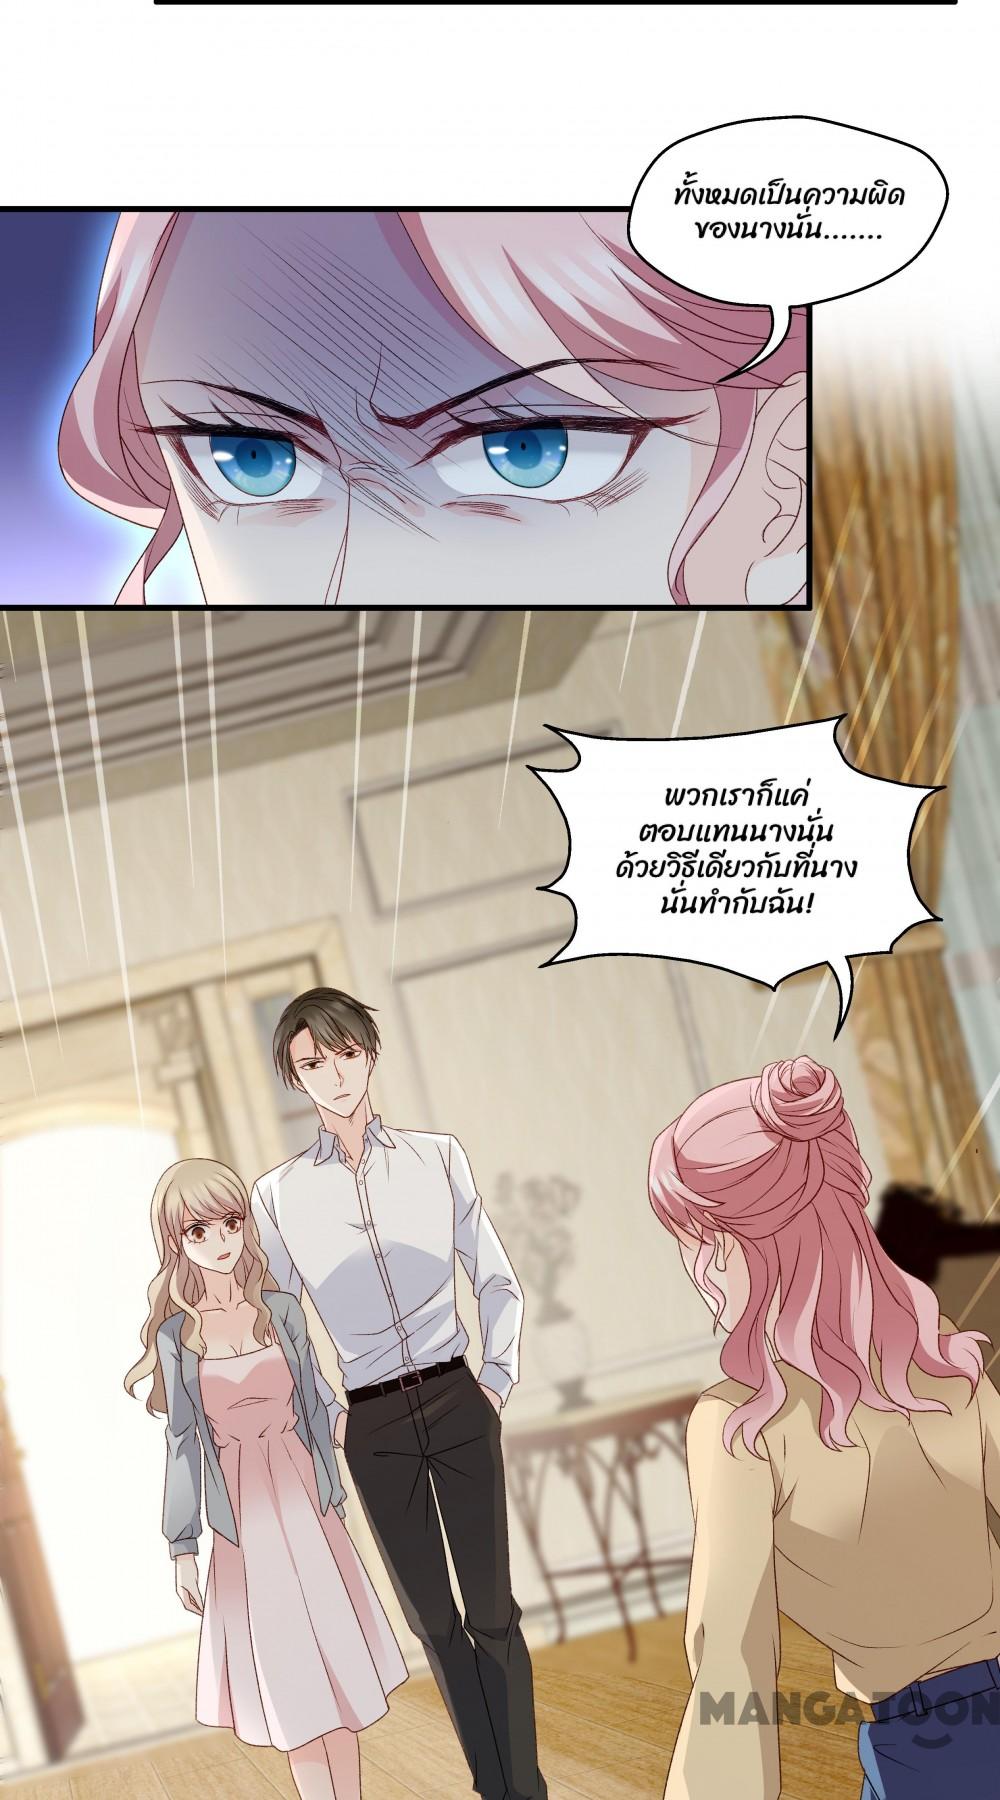 ทั้งหมดเป็นความผิด
ของนางนั่น.......
พวกเราก็แค่
ตอบแทนนางนั่น
ด้วยวิธีเดียวกับที่นาง
นั่นทำกับฉัน!
MANGATOON